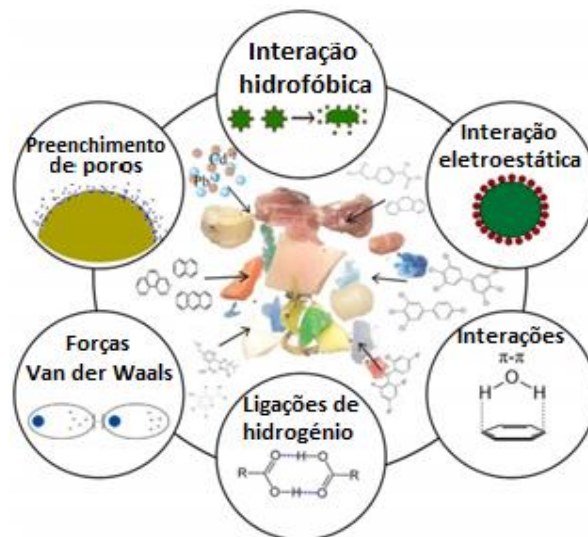 Interação
hidrofóbica
Preenchimento
de poros
Interação
eletroestática
Cd
Pb
Forças
Van der Waals
Ligações de
hidrogénio
R
O
H
O
O
H
O
R
Interações
π-π
O
H
H